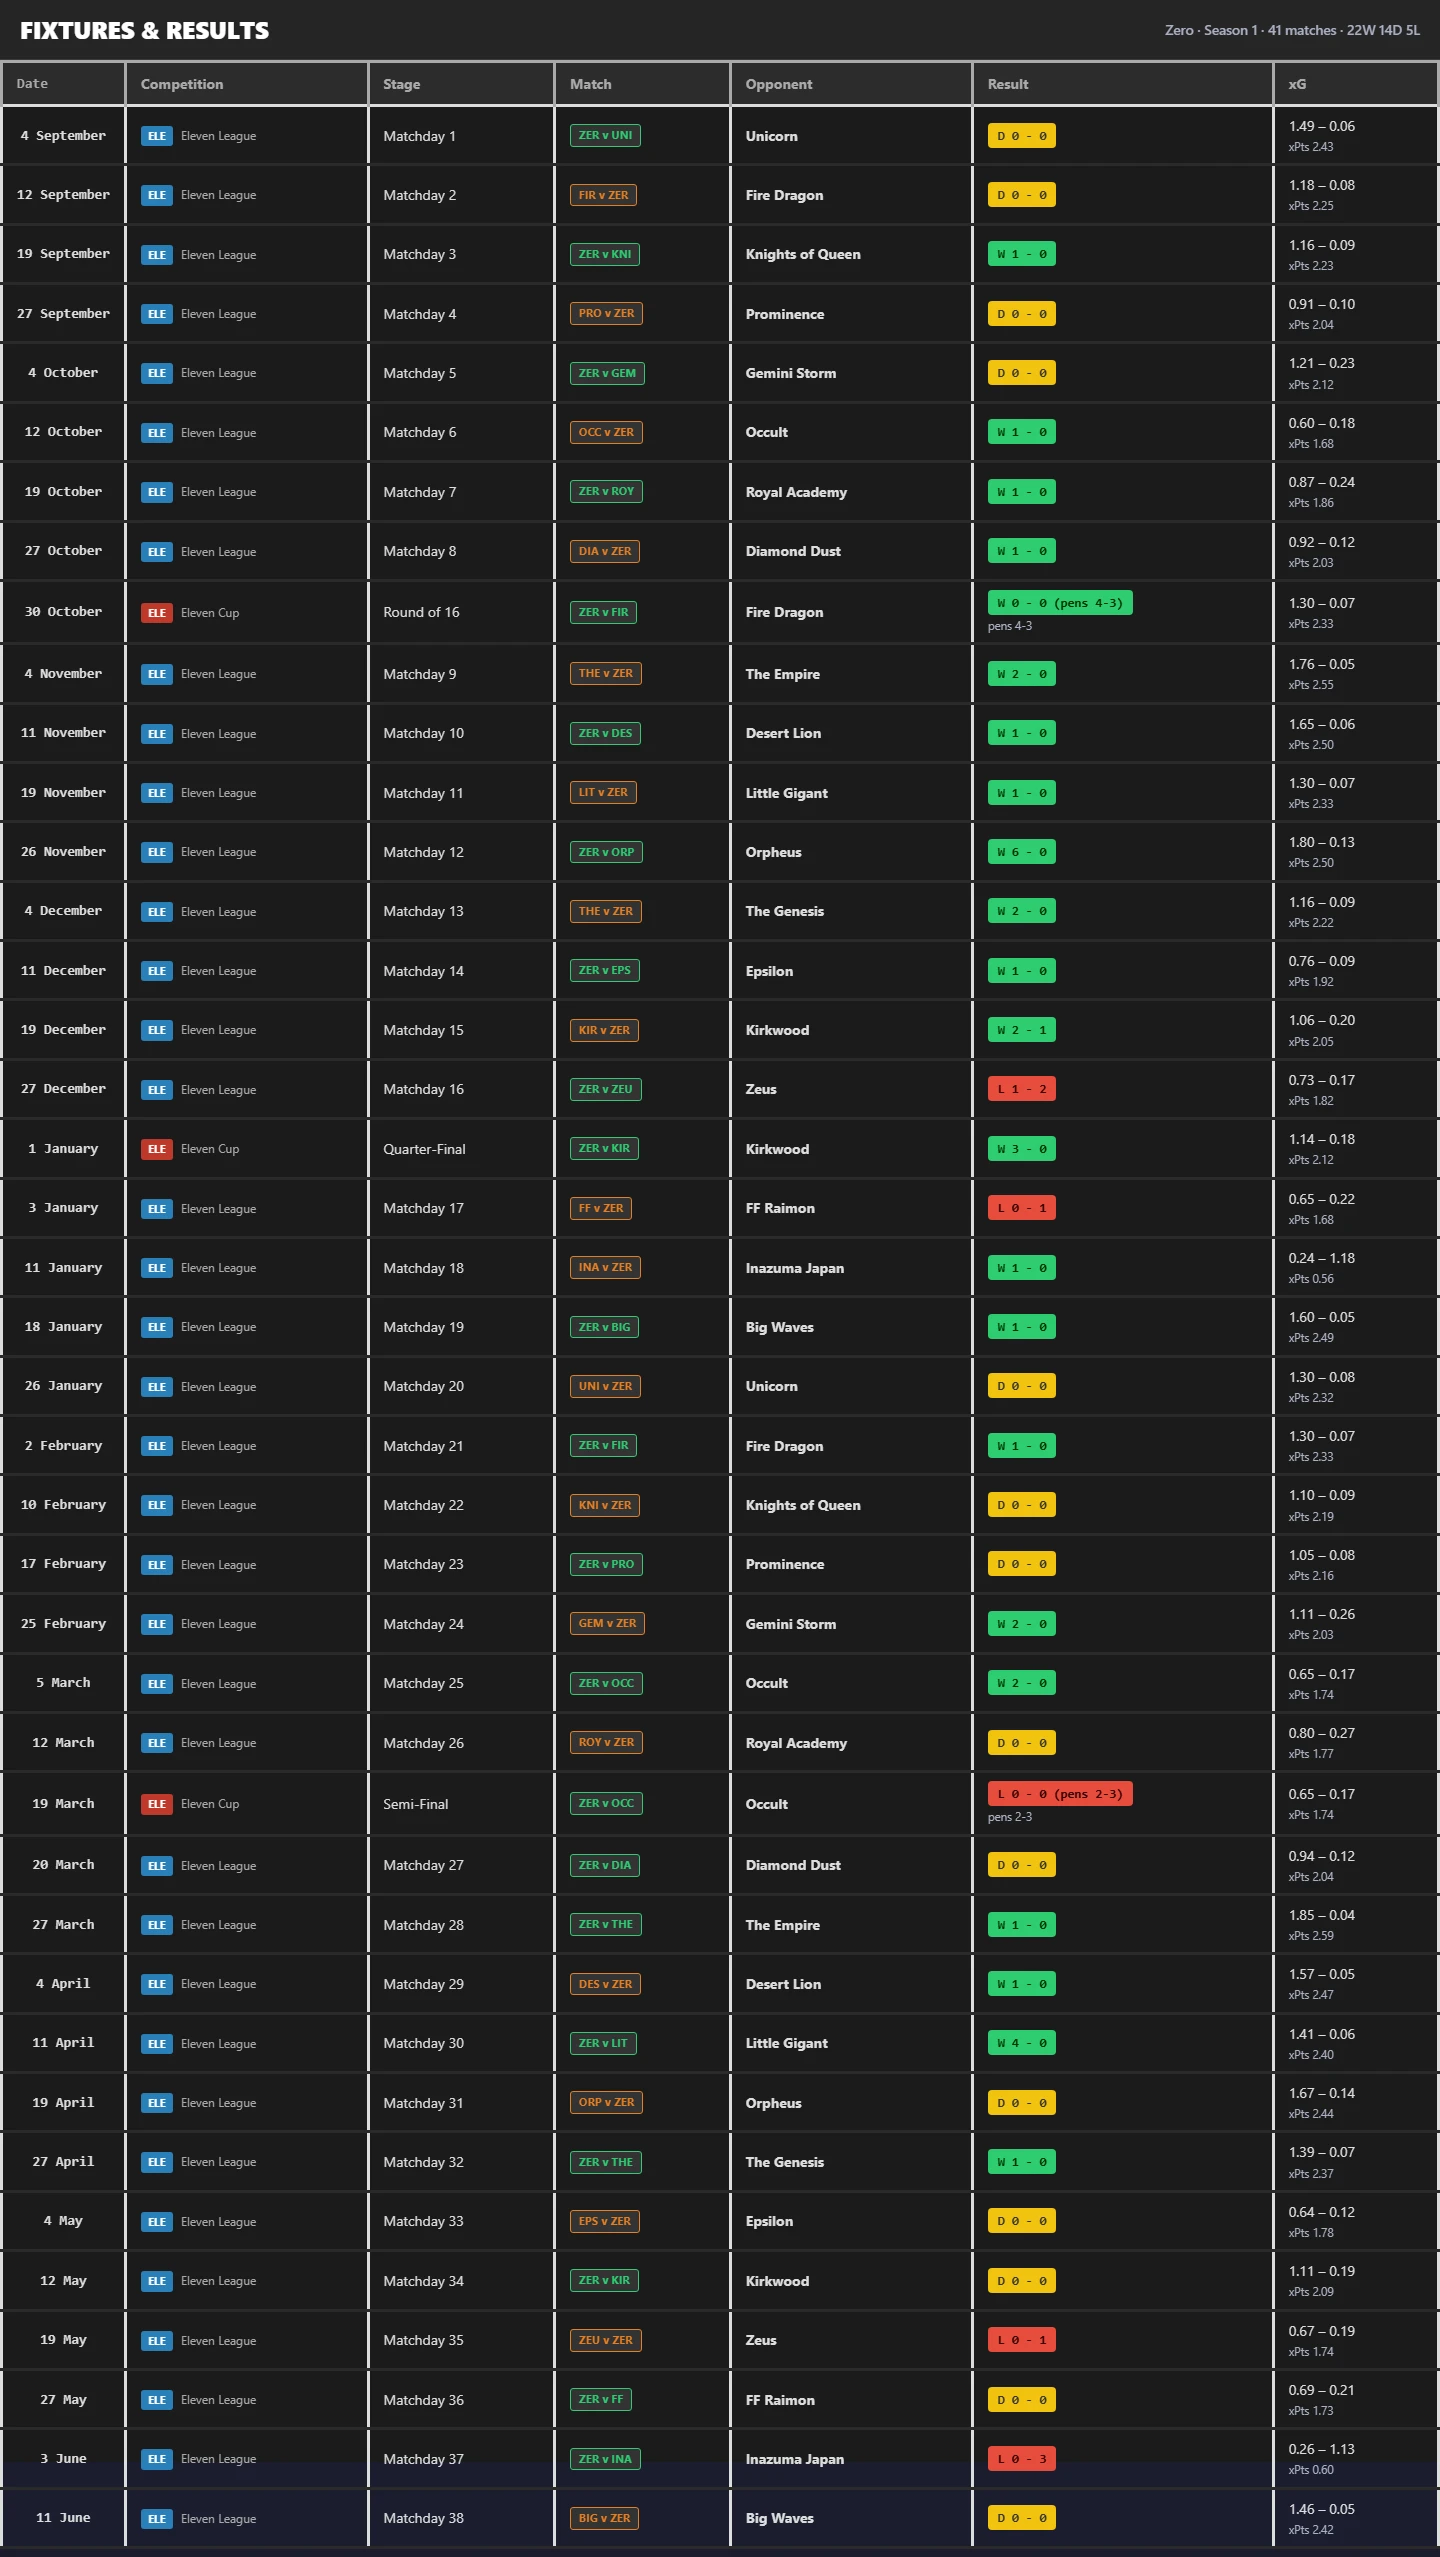 FIXTURES & RESULTS
Zero · Season 1 · 41 matches · 22W 14D 5L
Date Competition Stage Match Opponent Result xG
4 September ELE Eleven League Matchday 1 ZER v UNI Unicorn D 0 - 0 1.49 – 0.06
xPts 2.43
12 September ELE Eleven League Matchday 2 FIR v ZER Fire Dragon D 0 - 0 1.18 – 0.08
xPts 2.25
19 September ELE Eleven League Matchday 3 ZER v KNI Knights of Queen W 1 - 0 1.16 – 0.09
xPts 2.23
27 September ELE Eleven League Matchday 4 PRO v ZER Prominence D 0 - 0 0.91 – 0.10
xPts 2.04
4 October ELE Eleven League Matchday 5 ZER v GEM Gemini Storm D 0 - 0 1.21 – 0.23
xPts 2.12
12 October ELE Eleven League Matchday 6 OCC v ZER Occult W 1 - 0 0.60 – 0.18
xPts 1.68
19 October ELE Eleven League Matchday 7 ZER v ROY Royal Academy W 1 - 0 0.87 – 0.24
xPts 1.86
27 October ELE Eleven League Matchday 8 DIA v ZER Diamond Dust W 1 - 0 0.92 – 0.12
xPts 2.03
30 October ELE Eleven Cup Round of 16 ZER v FIR Fire Dragon W 0 - 0 (pens 4-3) 1.30 – 0.07
pens 4-3 xPts 2.33
4 November ELE Eleven League Matchday 9 THE v ZER The Empire W 2 - 0 1.76 – 0.05
xPts 2.55
11 November ELE Eleven League Matchday 10 ZER v DES Desert Lion W 1 - 0 1.65 – 0.06
xPts 2.50
19 November ELE Eleven League Matchday 11 LIT v ZER Little Gigant W 1 - 0 1.30 – 0.07
xPts 2.33
26 November ELE Eleven League Matchday 12 ZER v ORP Orpheus W 6 - 0 1.80 – 0.13
xPts 2.50
4 December ELE Eleven League Matchday 13 THE v ZER The Genesis W 2 - 0 1.16 – 0.09
xPts 2.22
11 December ELE Eleven League Matchday 14 ZER v EPS Epsilon W 1 - 0 0.76 – 0.09
xPts 1.92
19 December ELE Eleven League Matchday 15 KIR v ZER Kirkwood W 2 - 1 1.06 – 0.20
xPts 2.05
27 December ELE Eleven League Matchday 16 ZER v ZEU Zeus L 1 - 2 0.73 – 0.17
xPts 1.82
1 January ELE Eleven Cup Quarter-Final ZER v KIR Kirkwood W 3 - 0 1.14 – 0.18
xPts 2.12
3 January ELE Eleven League Matchday 17 FF v ZER FF Raimon L 0 - 1 0.65 – 0.22
xPts 1.68
11 January ELE Eleven League Matchday 18 INA v ZER Inazuma Japan W 1 - 0 0.24 – 1.18
xPts 0.56
18 January ELE Eleven League Matchday 19 ZER v BIG Big Waves W 1 - 0 1.60 – 0.05
xPts 2.49
26 January ELE Eleven League Matchday 20 UNI v ZER Unicorn D 0 - 0 1.30 – 0.08
xPts 2.32
2 February ELE Eleven League Matchday 21 ZER v FIR Fire Dragon W 1 - 0 1.30 – 0.07
xPts 2.33
10 February ELE Eleven League Matchday 22 KNI v ZER Knights of Queen D 0 - 0 1.10 – 0.09
xPts 2.19
17 February ELE Eleven League Matchday 23 ZER v PRO Prominence D 0 - 0 1.05 – 0.08
xPts 2.16
25 February ELE Eleven League Matchday 24 GEM v ZER Gemini Storm W 2 - 0 1.11 – 0.26
xPts 2.03
5 March ELE Eleven League Matchday 25 ZER v OCC Occult W 2 - 0 0.65 – 0.17
xPts 1.74
12 March ELE Eleven League Matchday 26 ROY v ZER Royal Academy D 0 - 0 0.80 – 0.27
xPts 1.77
19 March ELE Eleven Cup Semi-Final ZER v OCC Occult L 0 - 0 (pens 2-3) 0.65 – 0.17
pens 2-3 xPts 1.74
20 March ELE Eleven League Matchday 27 ZER v DIA Diamond Dust D 0 - 0 0.94 – 0.12
xPts 2.04
27 March ELE Eleven League Matchday 28 ZER v THE The Empire W 1 - 0 1.85 – 0.04
xPts 2.59
4 April ELE Eleven League Matchday 29 DES v ZER Desert Lion W 1 - 0 1.57 – 0.05
xPts 2.47
11 April ELE Eleven League Matchday 30 ZER v LIT Little Gigant W 4 - 0 1.41 – 0.06
xPts 2.40
19 April ELE Eleven League Matchday 31 ORP v ZER Orpheus D 0 - 0 1.67 – 0.14
xPts 2.44
27 April ELE Eleven League Matchday 32 ZER v THE The Genesis W 1 - 0 1.39 – 0.07
xPts 2.37
4 May ELE Eleven League Matchday 33 EPS v ZER Epsilon D 0 - 0 0.64 – 0.12
xPts 1.78
12 May ELE Eleven League Matchday 34 ZER v KIR Kirkwood D 0 - 0 1.11 – 0.19
xPts 2.09
19 May ELE Eleven League Matchday 35 ZEU v ZER Zeus L 0 - 1 0.67 – 0.19
xPts 1.74
27 May ELE Eleven League Matchday 36 ZER v FF FF Raimon D 0 - 0 0.69 – 0.21
xPts 1.73
3 June ELE Eleven League Matchday 37 ZER v INA Inazuma Japan L 0 - 3 0.26 – 1.13
xPts 0.60
11 June ELE Eleven League Matchday 38 BIG v ZER Big Waves D 0 - 0 1.46 – 0.05
xPts 2.42